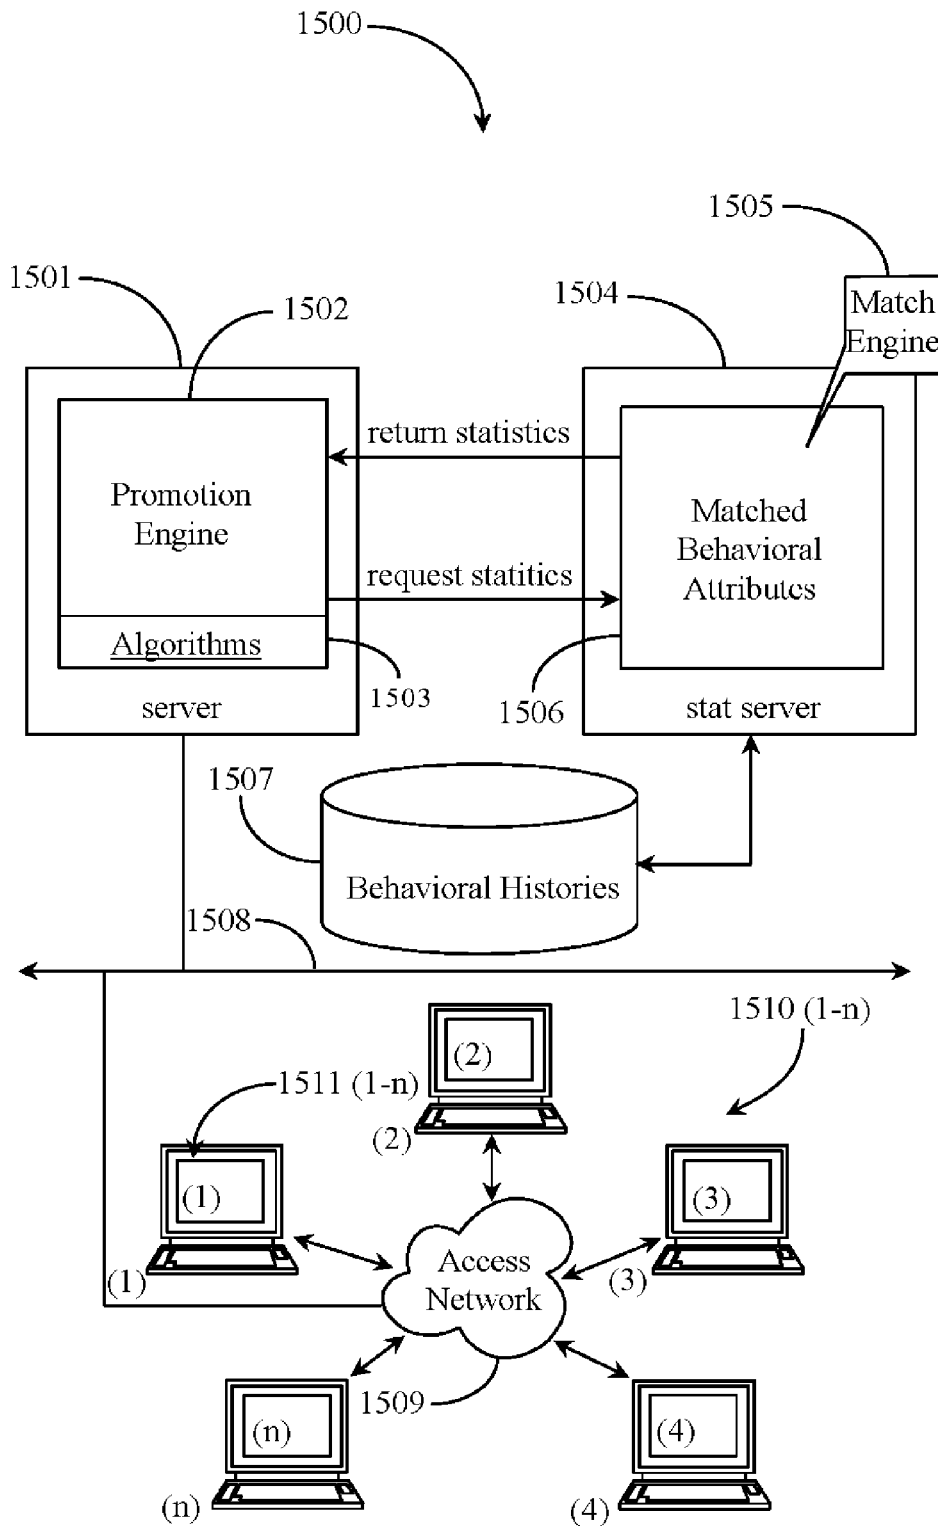 1500
1505
1501
1502
1504
Match
Engine
return statistics
Promotion
Engine
Matched
Behavioral
Attributes
request statitics
Algorithms
1503
1506
server
stat server
1507
Behavioral Histories
1508
1510 (1-n)
(2)
1511 (1-n)
(2)
(1)
(3)
Access
Network
(1)
(3)
1509
(n)
(4)
(n)
(4)